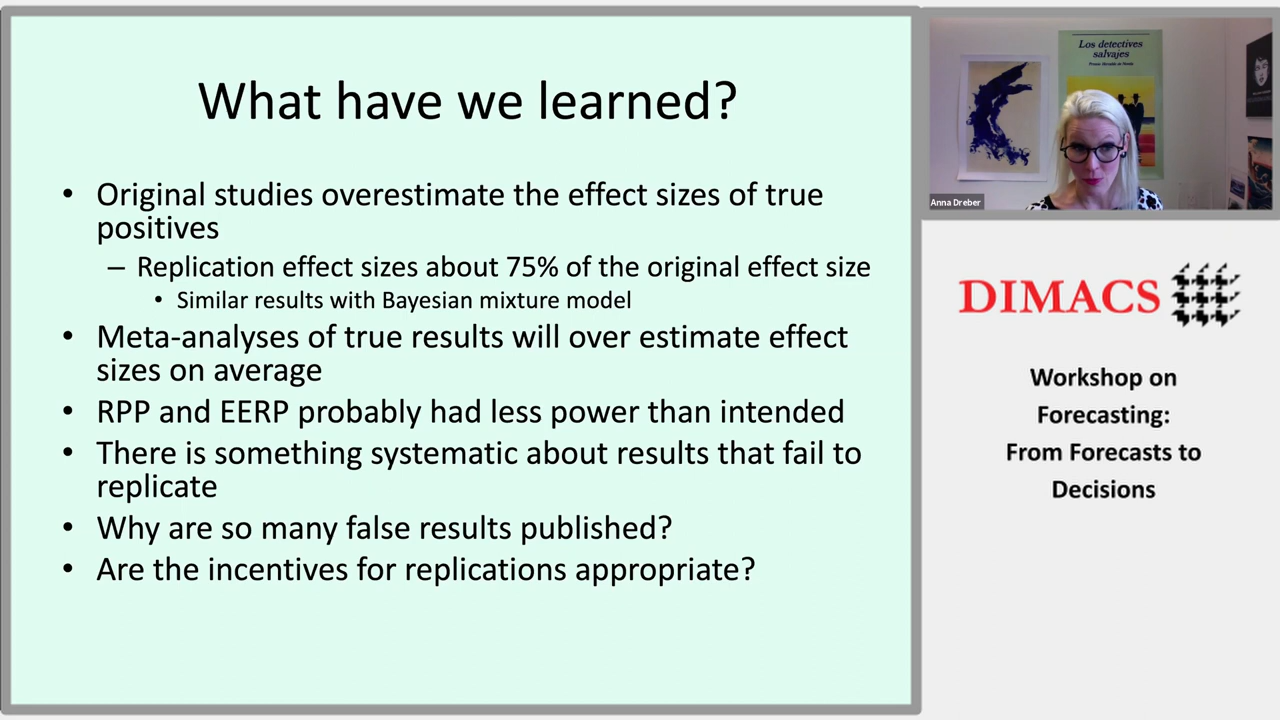 What have we learned?
• Original studies overestimate the effect sizes of true
positives
– Replication effect sizes about 75% of the original effect size
• Similar results with Bayesian mixture model
• Meta-analyses of true results will over estimate effect
sizes on average
• RPP and EERP probably had less power than intended
• There is something systematic about results that fail to
replicate
• Why are so many false results published?
• Are the incentives for replications appropriate?
Los detectives
salvajes
Anna Dreber
DIMACS
Workshop on
Forecasting:
From Forecasts to
Decisions